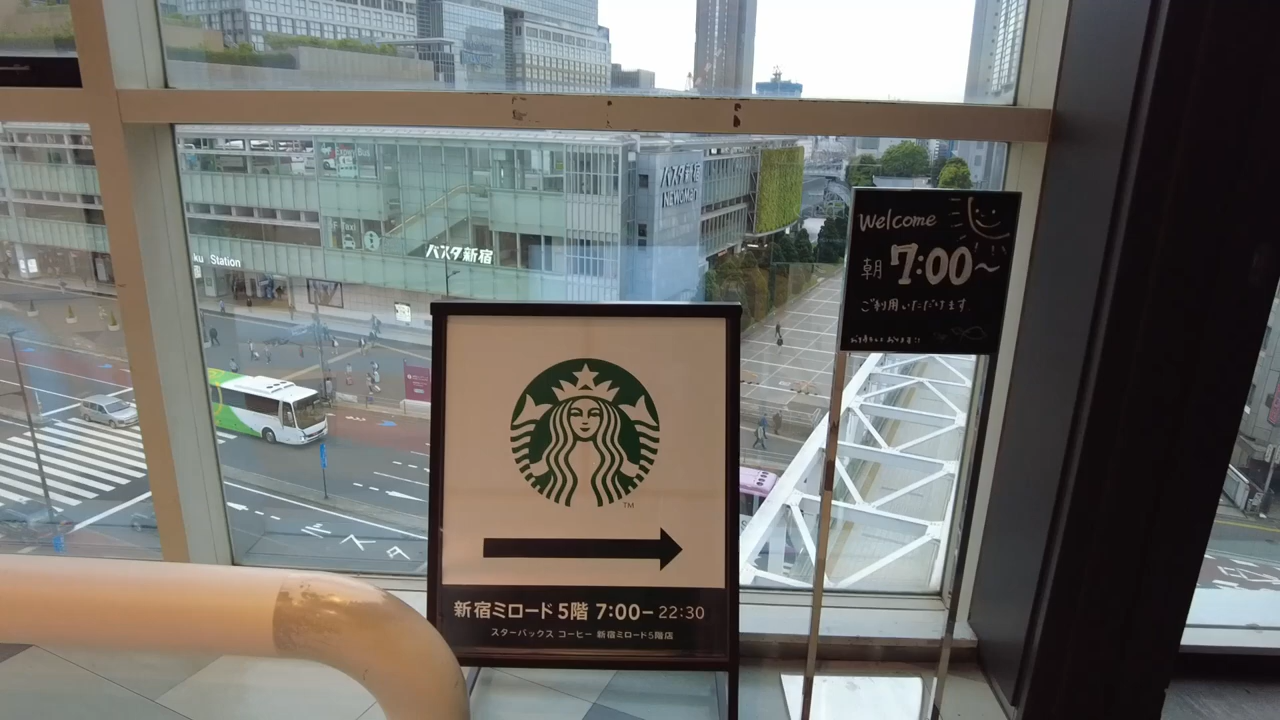 バスタ新宿
NEWoMan
バスタ新宿
ku Station
Welcome
朝 7:00~
ご利用いただけます
TM
新宿ミロード 5階 7:00－22:30
スターバックス コーヒー 新宿ミロード5階店